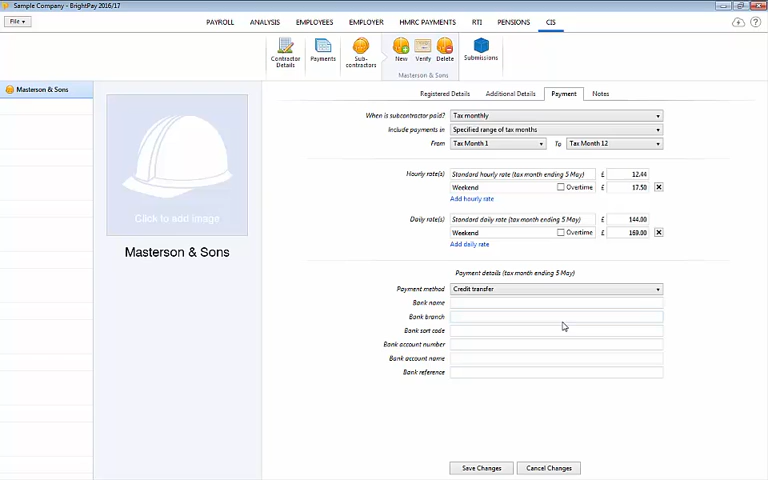 Sample Company - BrightPay 2016/17
File
PAYROLL ANALYSIS EMPLOYEES EMPLOYER HMRC PAYMENTS RTI PENSIONS CIS
Contractor Details
Payments
Sub-contractors
New Verify Delete
Masterson & Sons
Submissions
Masterson & Sons
Click to add image
Masterson & Sons
Registered Details Additional Details Payment Notes
When is subcontractor paid? Tax monthly
Include payments in Specified range of tax months
From Tax Month 1 To Tax Month 12
Hourly rate(s) Standard hourly rate (tax month ending 5 May) £ 12.44
Weekend Overtime £ 17.50
Add hourly rate
Daily rate(s) Standard daily rate (tax month ending 5 May) £ 144.00
Weekend Overtime £ 169.00
Add daily rate
Payment details (tax month ending 5 May)
Payment method Credit transfer
Bank name
Bank branch
Bank sort code
Bank account number
Bank account name
Bank reference
Save Changes Cancel Changes